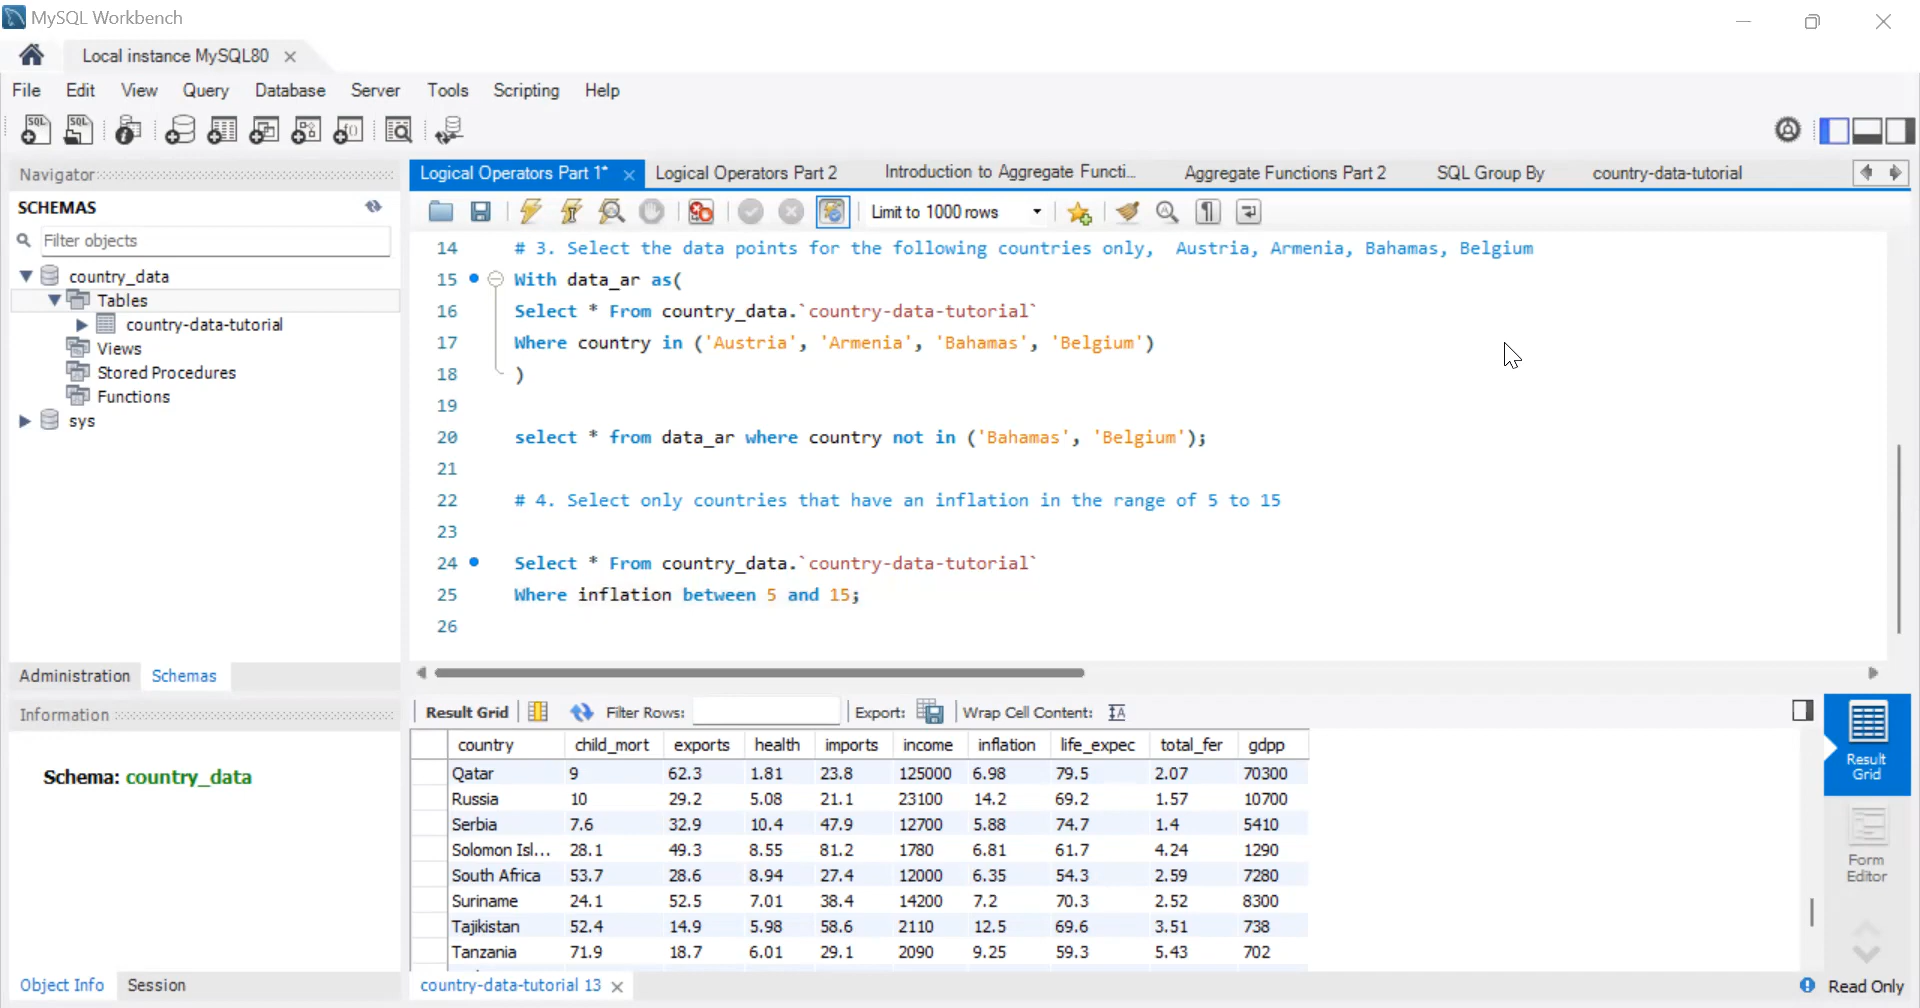 MySQL Workbench
Local instance MySQL80
File Edit View Query Database Server Tools Scripting Help
Navigator
SCHEMAS
Filter objects
country_data
Tables
country-data-tutorial
Views
Stored Procedures
Functions
sys
Administration Schemas
Information
Schema: country_data
Object Info Session
Logical Operators Part 1* Logical Operators Part 2 Introduction to Aggregate Functi... Aggregate Functions Part 2 SQL Group By country-data-tutorial
Limit to 1000 rows
14 # 3. Select the data points for the following countries only, Austria, Armenia, Bahamas, Belgium
15 With data_ar as(
16 Select * From country_data.`country-data-tutorial`
17 Where country in ('Austria', 'Armenia', 'Bahamas', 'Belgium')
18 )
19
20 select * from data_ar where country not in ('Bahamas', 'Belgium');
21
22 # 4. Select only countries that have an inflation in the range of 5 to 15
23
24 Select * From country_data.`country-data-tutorial`
25 Where inflation between 5 and 15;
26
Result Grid Filter Rows: Export: Wrap Cell Content:
country child_mort exports health imports income inflation life_expec total_fer gdpp
Qatar 9 62.3 1.81 23.8 125000 6.98 79.5 2.07 70300
Russia 10 29.2 5.08 21.1 23100 14.2 69.2 1.57 10700
Serbia 7.6 32.9 10.4 47.9 12700 5.88 74.7 1.4 5410
Solomon Isl... 28.1 49.3 8.55 81.2 1780 6.81 61.7 4.24 1290
South Africa 53.7 28.6 8.94 27.4 12000 6.35 54.3 2.59 7280
Suriname 24.1 52.5 7.01 38.4 14200 7.2 70.3 2.52 8300
Tajikistan 52.4 14.9 5.98 58.6 2110 12.5 69.6 3.51 738
Tanzania 71.9 18.7 6.01 29.1 2090 9.25 59.3 5.43 702
Result
Grid
Form
Editor
country-data-tutorial 13
Read Only